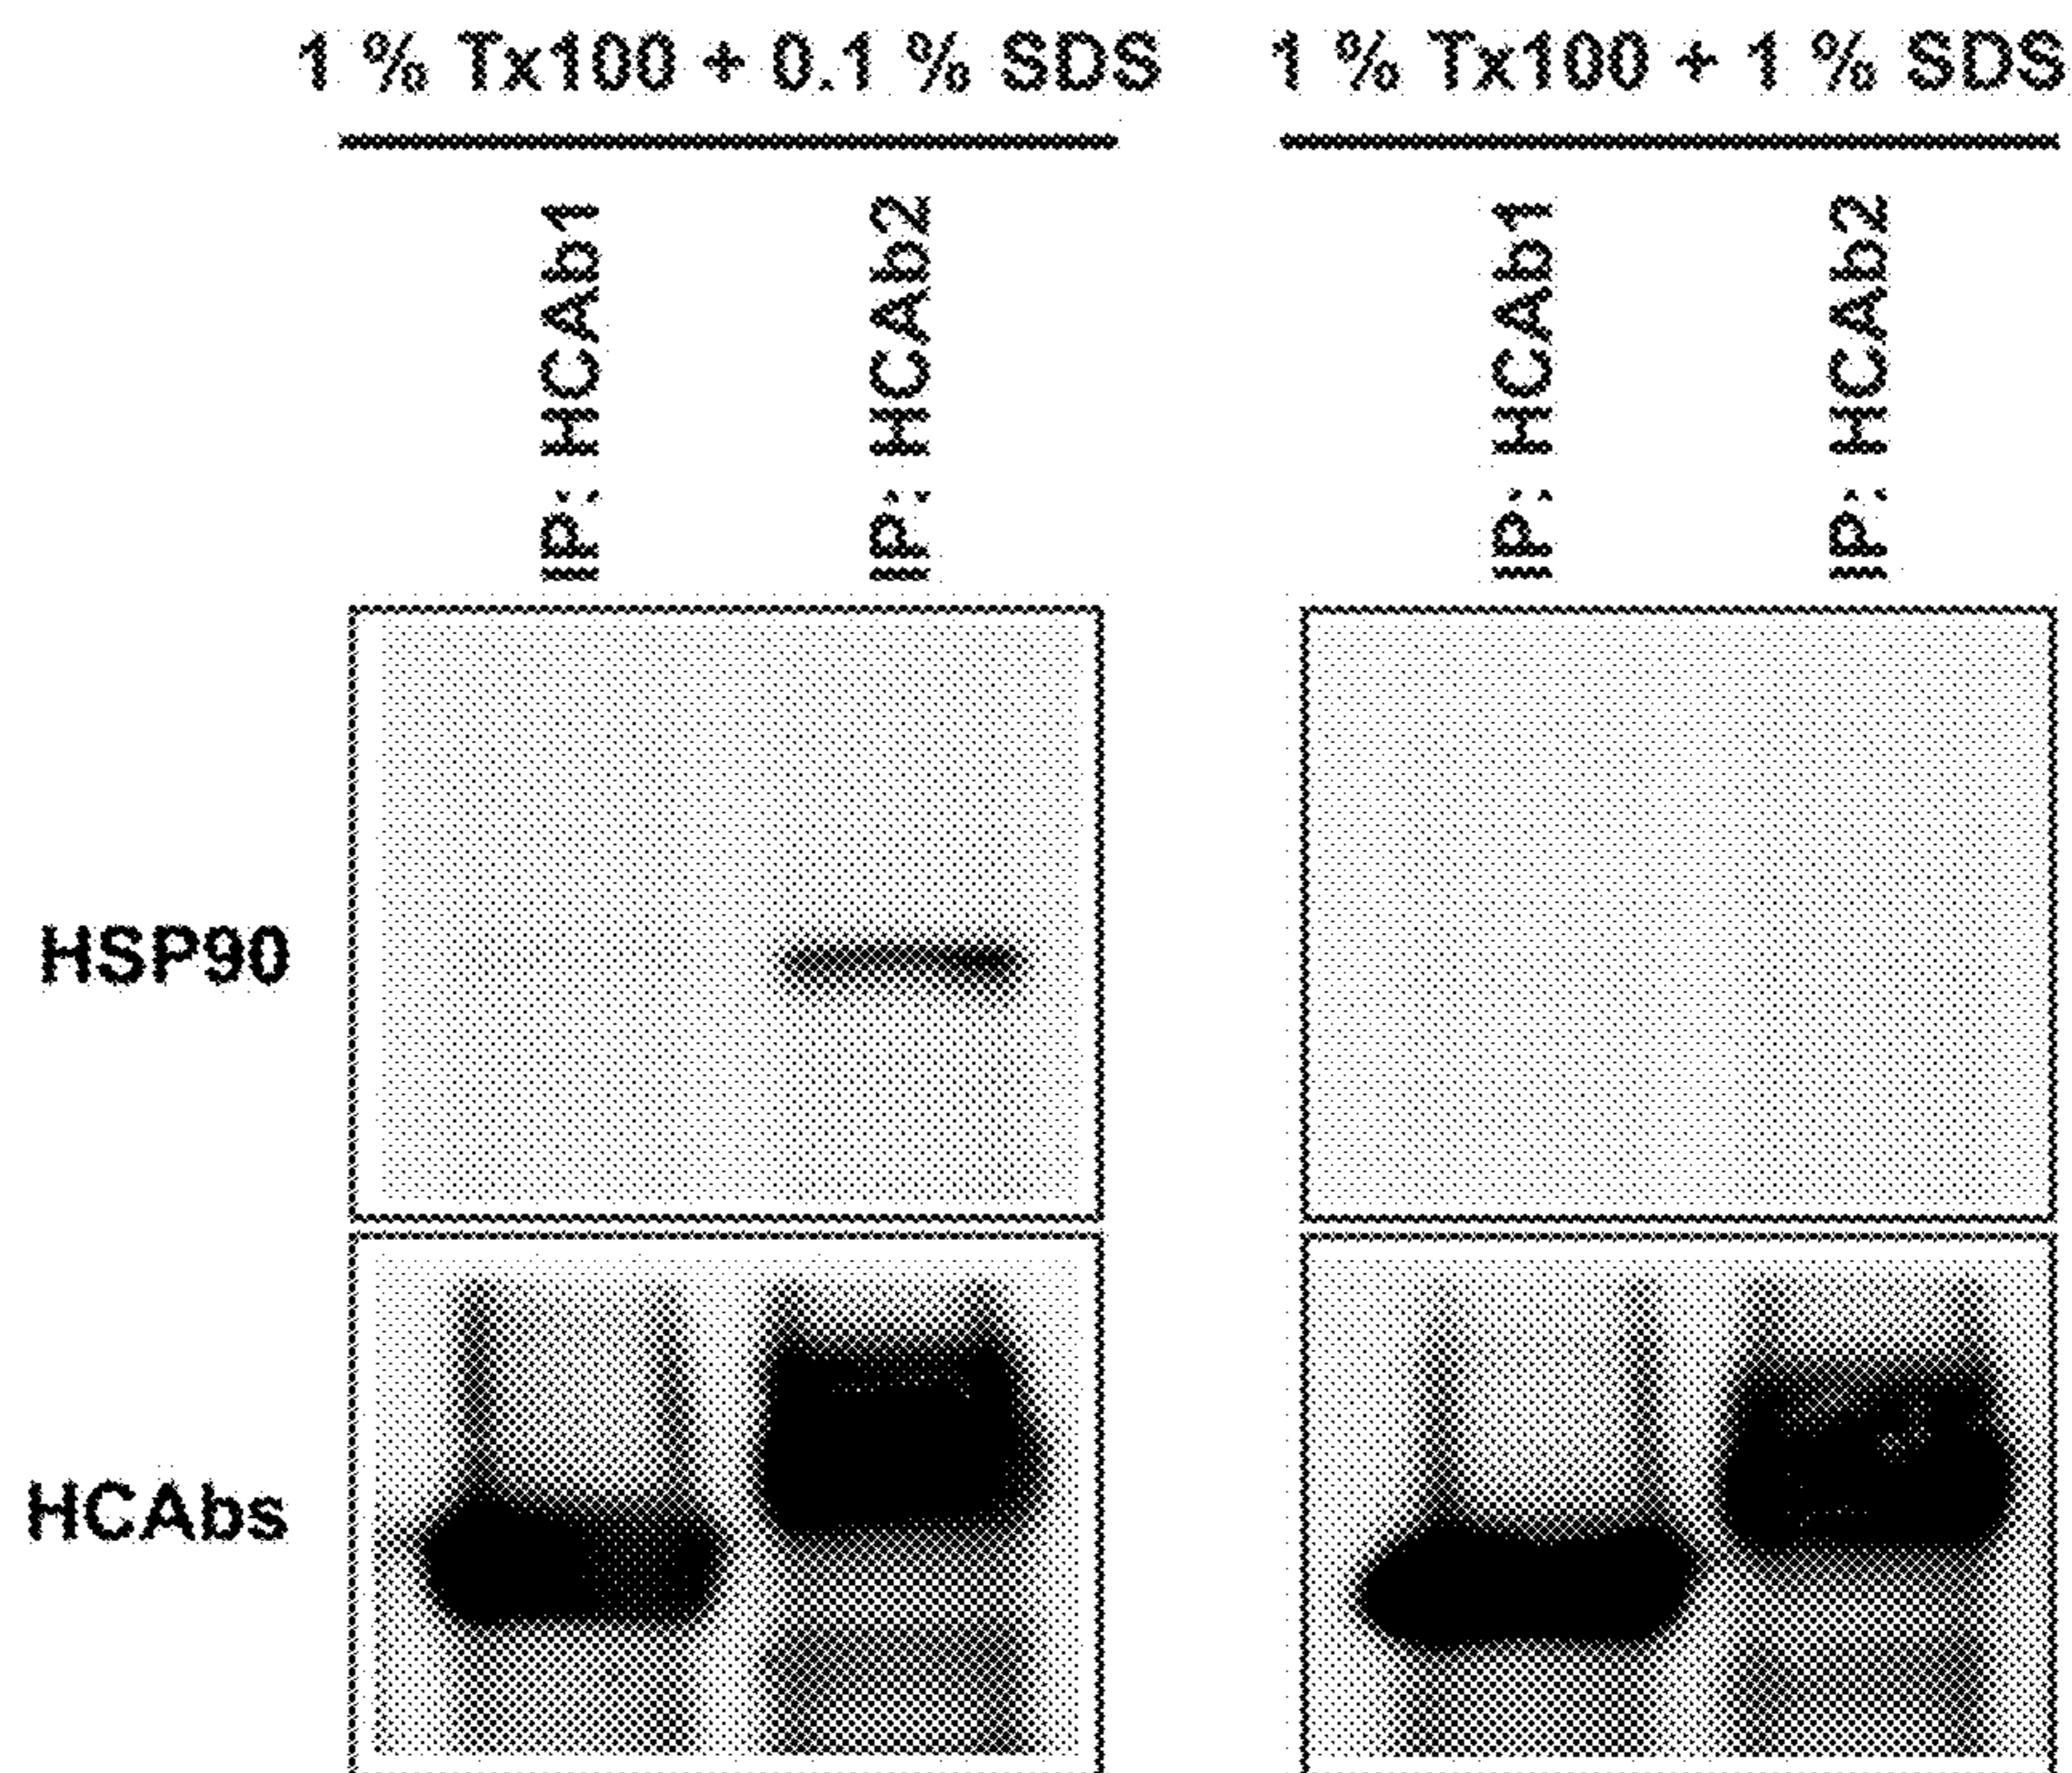 1 % Tx100 + 0.1 % SDS
1 % Tx100 + 1 % SDS
IP: HCAb1
IP: HCAb2
IP: HCAb1
IP: HCAb2
HSP90
HCAbs